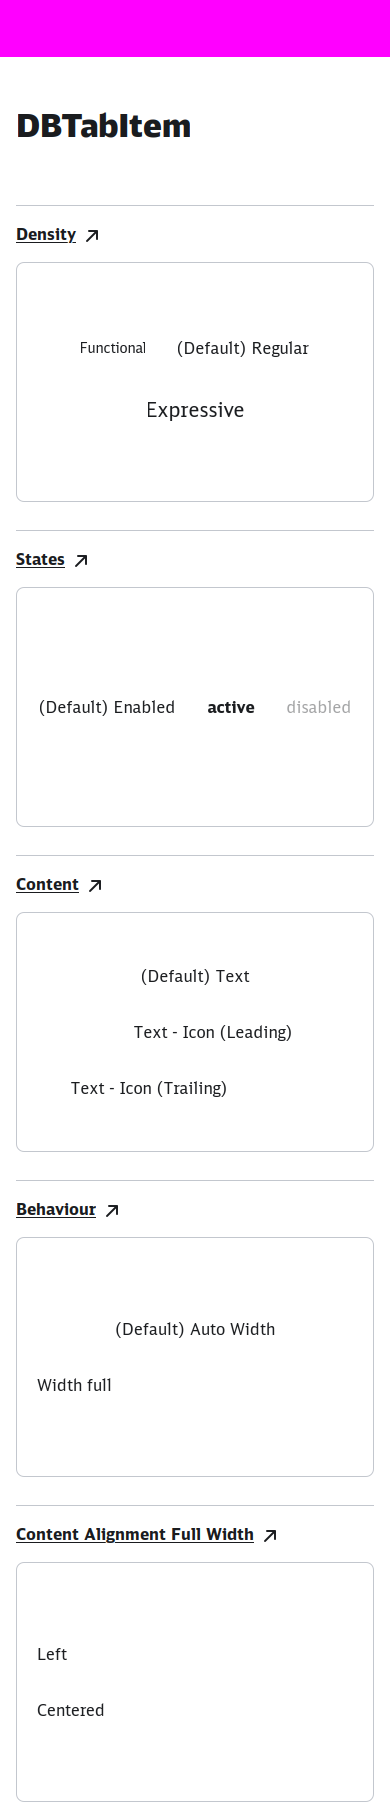 DBTabItem
Density
Functional (Default) Regular
Expressive
States
(Default) Enabled active disabled
Content
(Default) Text
Text - Icon (Leading)
Text - Icon (Trailing)
Behaviour
(Default) Auto Width
Width full
Content Alignment Full Width
Left
Centered